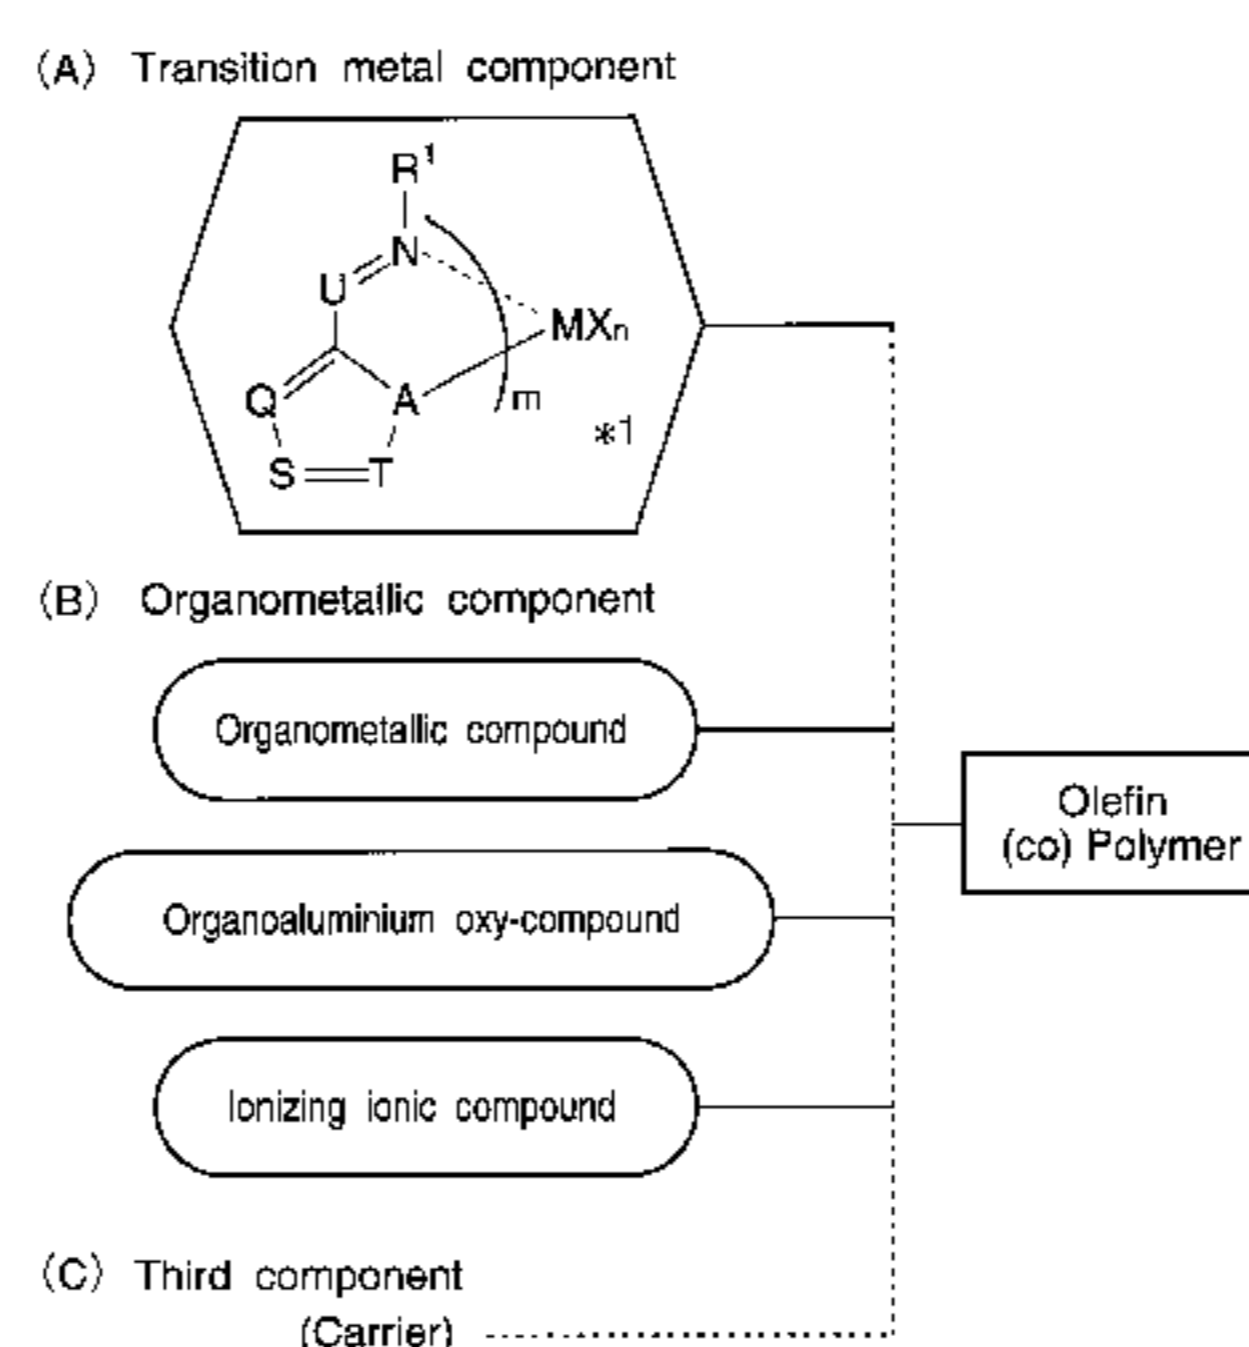 (A) Transition metal component
R¹
N
U
MXₙ
Q
A
m
※1
S
T
(B) Organometallic component
Organometallic compound
Olefin
(co) Polymer
Organoaluminium oxy-compound
Ionizing ionic compound
(C) Third component
(Carrier)